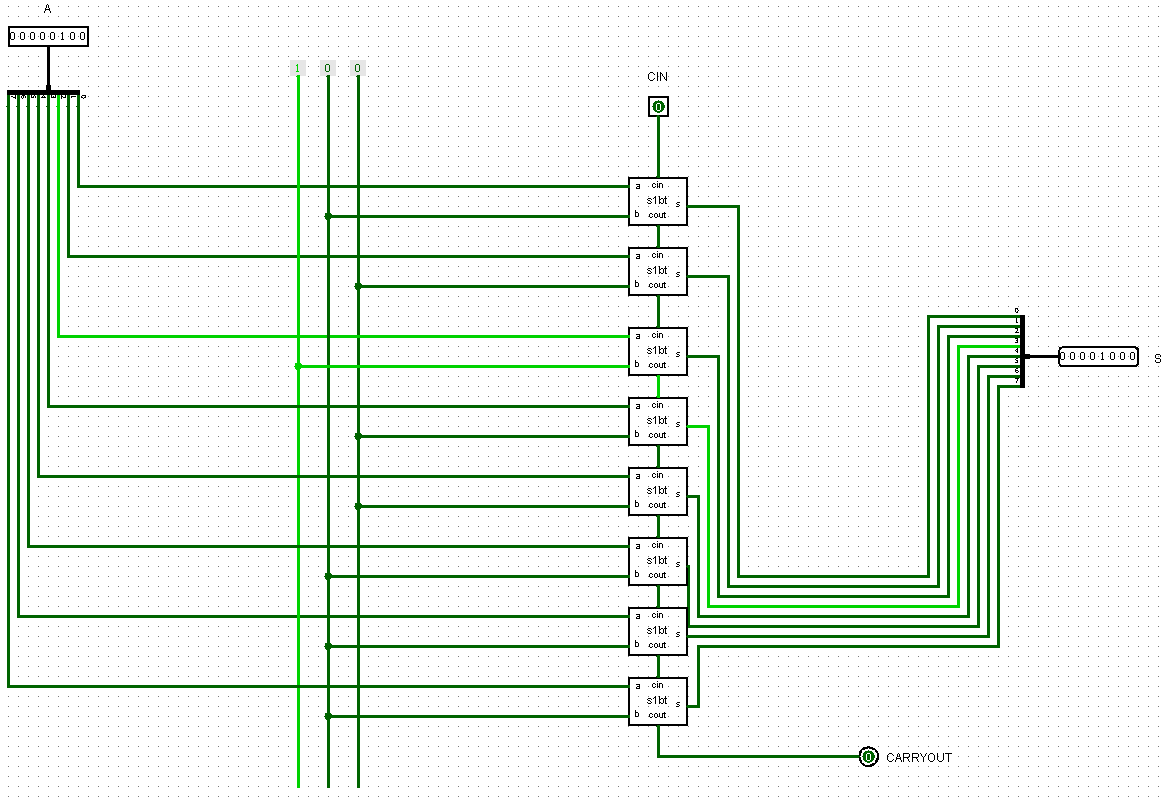 A
00000100
1 0 0
CIN
0
a cin
s1bt s
b cout
a cin
s1bt s
b cout
a cin
s1bt s
b cout
a cin
s1bt s
b cout
a cin
s1bt s
b cout
a cin
s1bt s
b cout
a cin
s1bt s
b cout
a cin
s1bt s
b cout
0
1
2
3
4
5
6
7
00001000 S
0 CARRYOUT